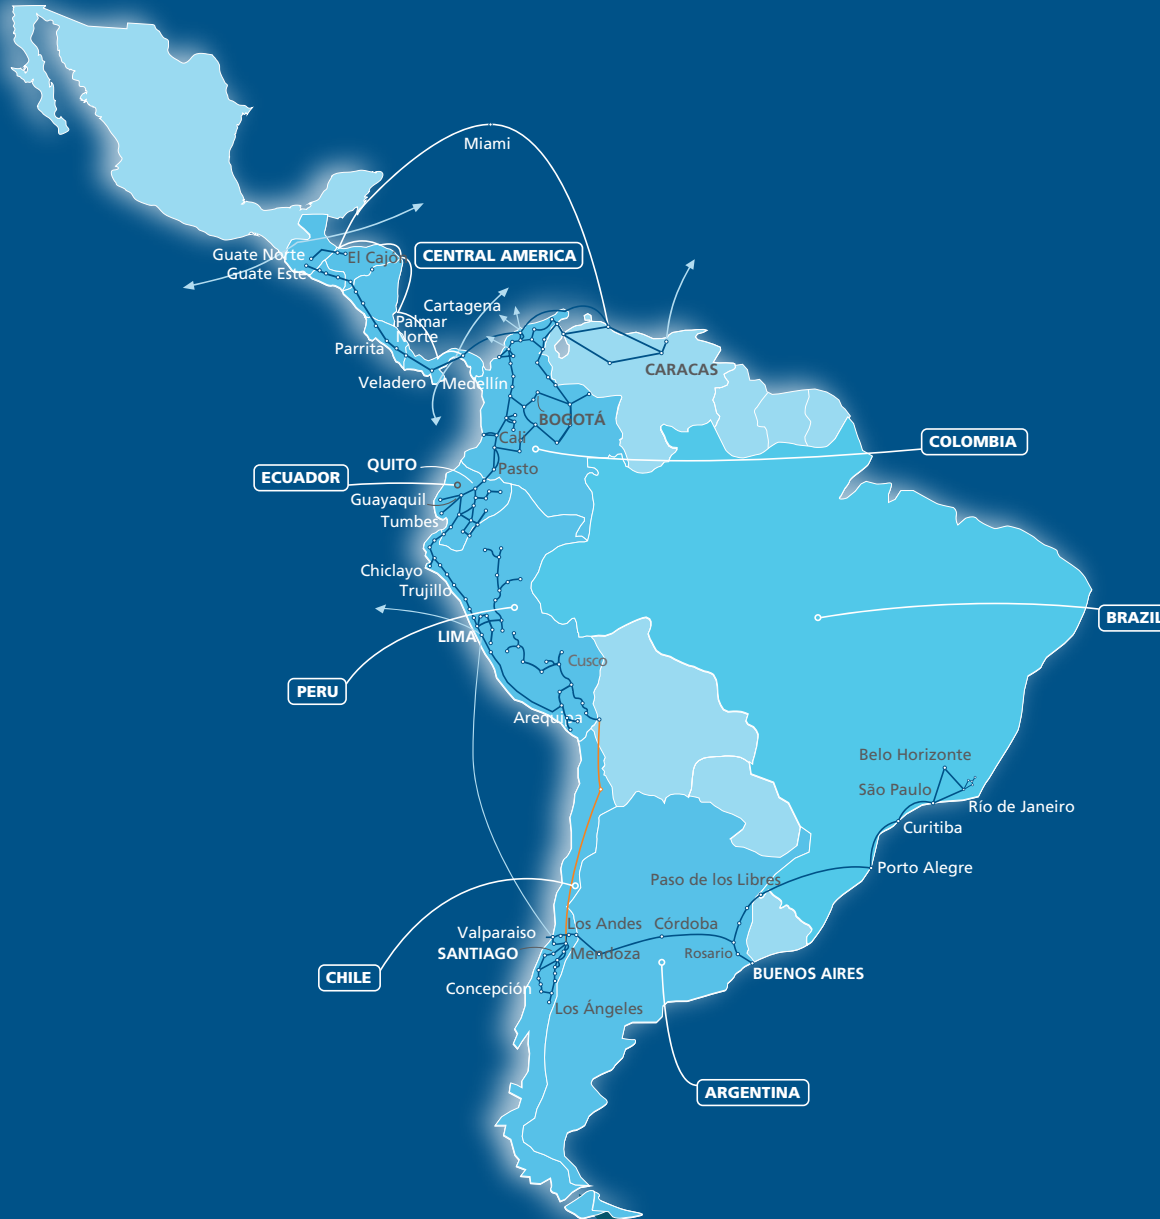 Miami
Guate Norte
El Cajón
CENTRAL AMERICA
Guate Este
Cartagena
Palmar
Norte
Parrita
CARACAS
Veladero
Medellín
BOGOTÁ
Cali
COLOMBIA
QUITO
Pasto
ECUADOR
Guayaquil
Tumbes
Chiclayo
Trujillo
BRAZIL
LIMA
Cusco
PERU
Arequipa
Belo Horizonte
São Paulo
Río de Janeiro
Curitiba
Porto Alegre
Paso de los Libres
Los Andes
Córdoba
Valparaiso
SANTIAGO
Mendoza
Rosario
BUENOS AIRES
CHILE
Concepción
Los Ángeles
ARGENTINA